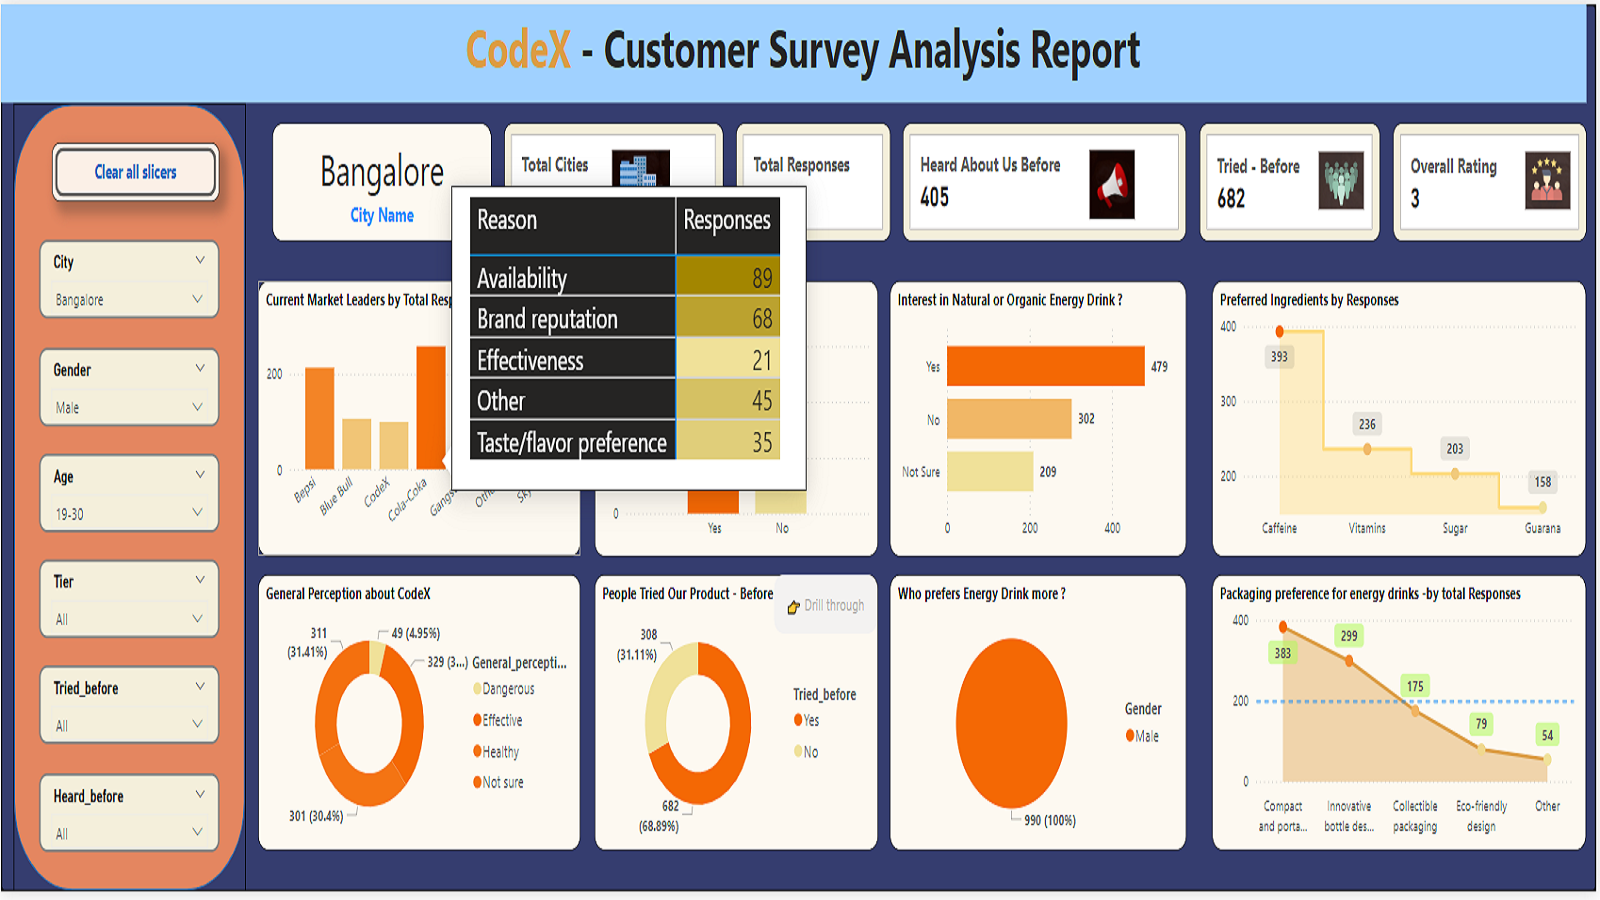 CodeX - Customer Survey Analysis Report
Clear all slicers
City
Bangalore
Gender
Male
Age
19-30
Tier
All
Tried_before
All
Heard_before
All
Bangalore
City Name
Total Cities
Total Responses
Heard About Us Before
405
Tried - Before
682
Overall Rating
3
Reason Responses
Availability 89
Brand reputation 68
Effectiveness 21
Other 45
Taste/flavor preference 35
Current Market Leaders by Total Resp
200
0
Bepsi
Blue Bull
CodeX
Cola-Coka
Gangs
Othe
Sky
0
Yes
No
Interest in Natural or Organic Energy Drink ?
Yes 479
No 302
Not Sure 209
0 200 400
Preferred Ingredients by Responses
400
300
200
393
236
203
158
Caffeine Vitamins Sugar Guarana
General Perception about CodeX
311
(31.41%)
49 (4.95%)
329 (3...)
301 (30.4%)
General_percepti...
Dangerous
Effective
Healthy
Not sure
People Tried Our Product - Before
Drill through
308
(31.11%)
682
(68.89%)
Tried_before
Yes
No
Who prefers Energy Drink more ?
990 (100%)
Gender
Male
Packaging preference for energy drinks -by total Responses
400
200
0
383
299
175
79
54
Compact
and porta...
Innovative
bottle des...
Collectible
packaging
Eco-friendly
design
Other